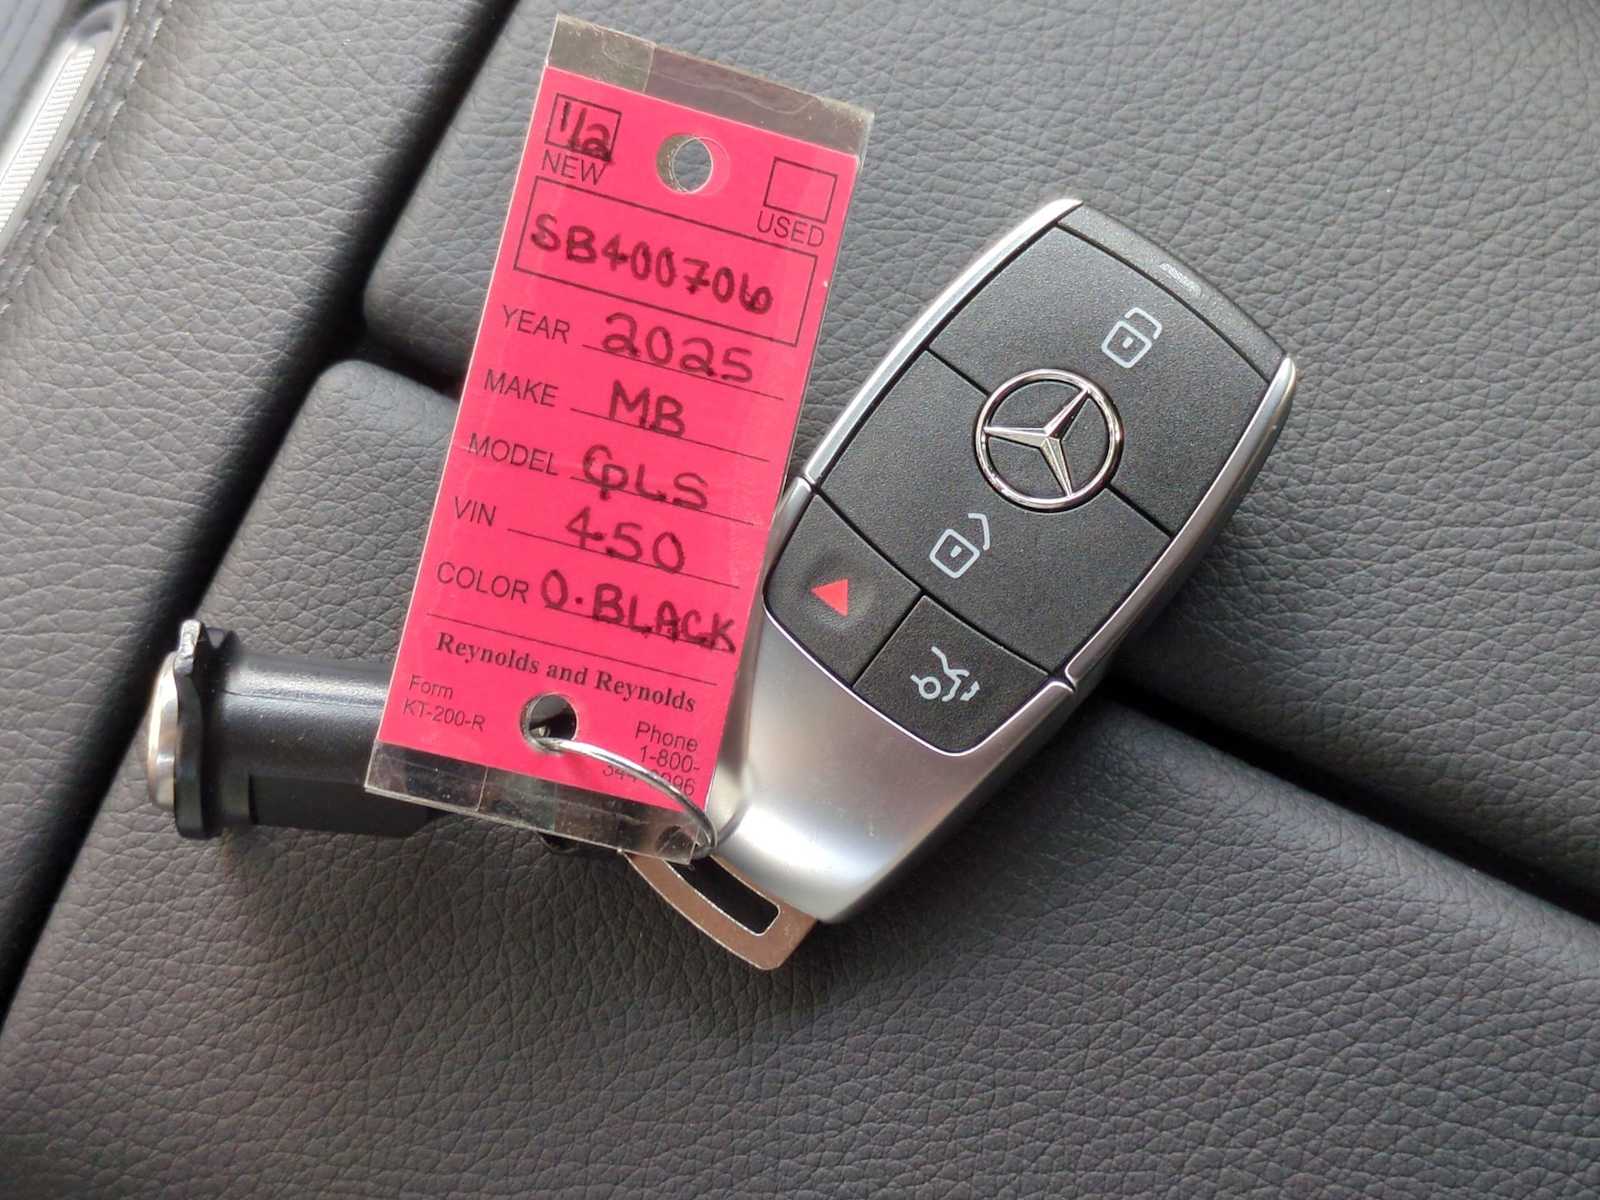 1/2
NEW
USED
SB400706
YEAR 2025
MAKE MB
MODEL GLS
VIN 450
COLOR O.BLACK
Reynolds and Reynolds
Form
KT-200-R
Phone
1-800-